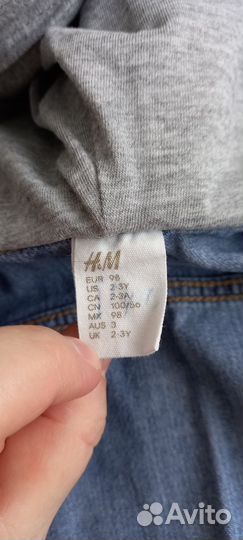 H&M
EUR 98
US 2-3Y
CA 2-3A
CN 100/56
MX 98
AUS 3
UK 2-3Y
Avito